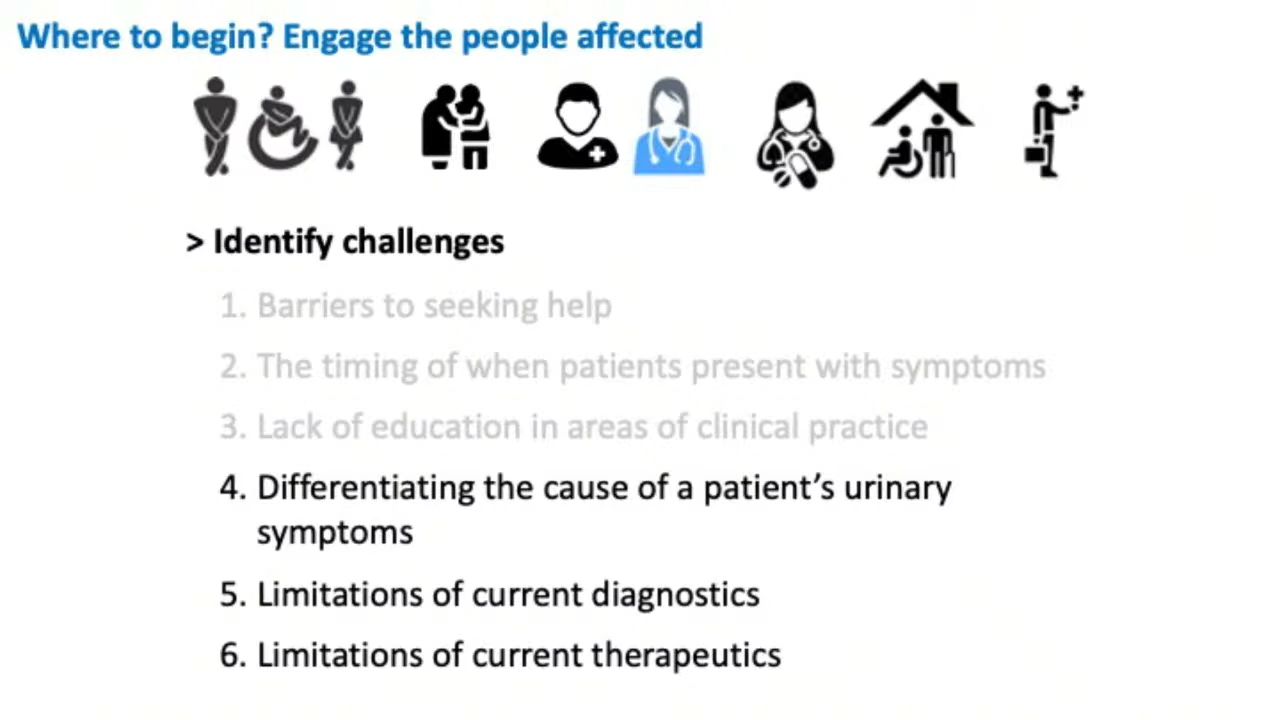 Where to begin? Engage the people affected
> Identify challenges
1. Barriers to seeking help
2. The timing of when patients present with symptoms
3. Lack of education in areas of clinical practice
4. Differentiating the cause of a patient’s urinary
symptoms
5. Limitations of current diagnostics
6. Limitations of current therapeutics